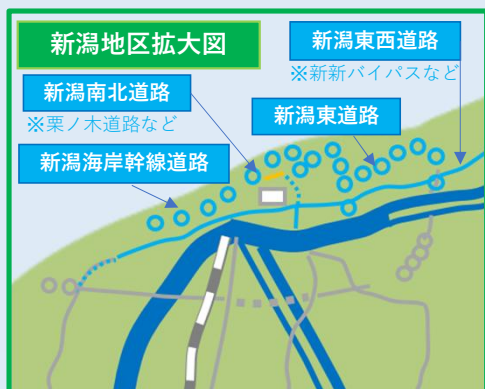 新潟地区拡大図
新潟東西道路
※新新バイパスなど
新潟南北道路
※栗ノ木道路など
新潟東道路
新潟海岸幹線道路